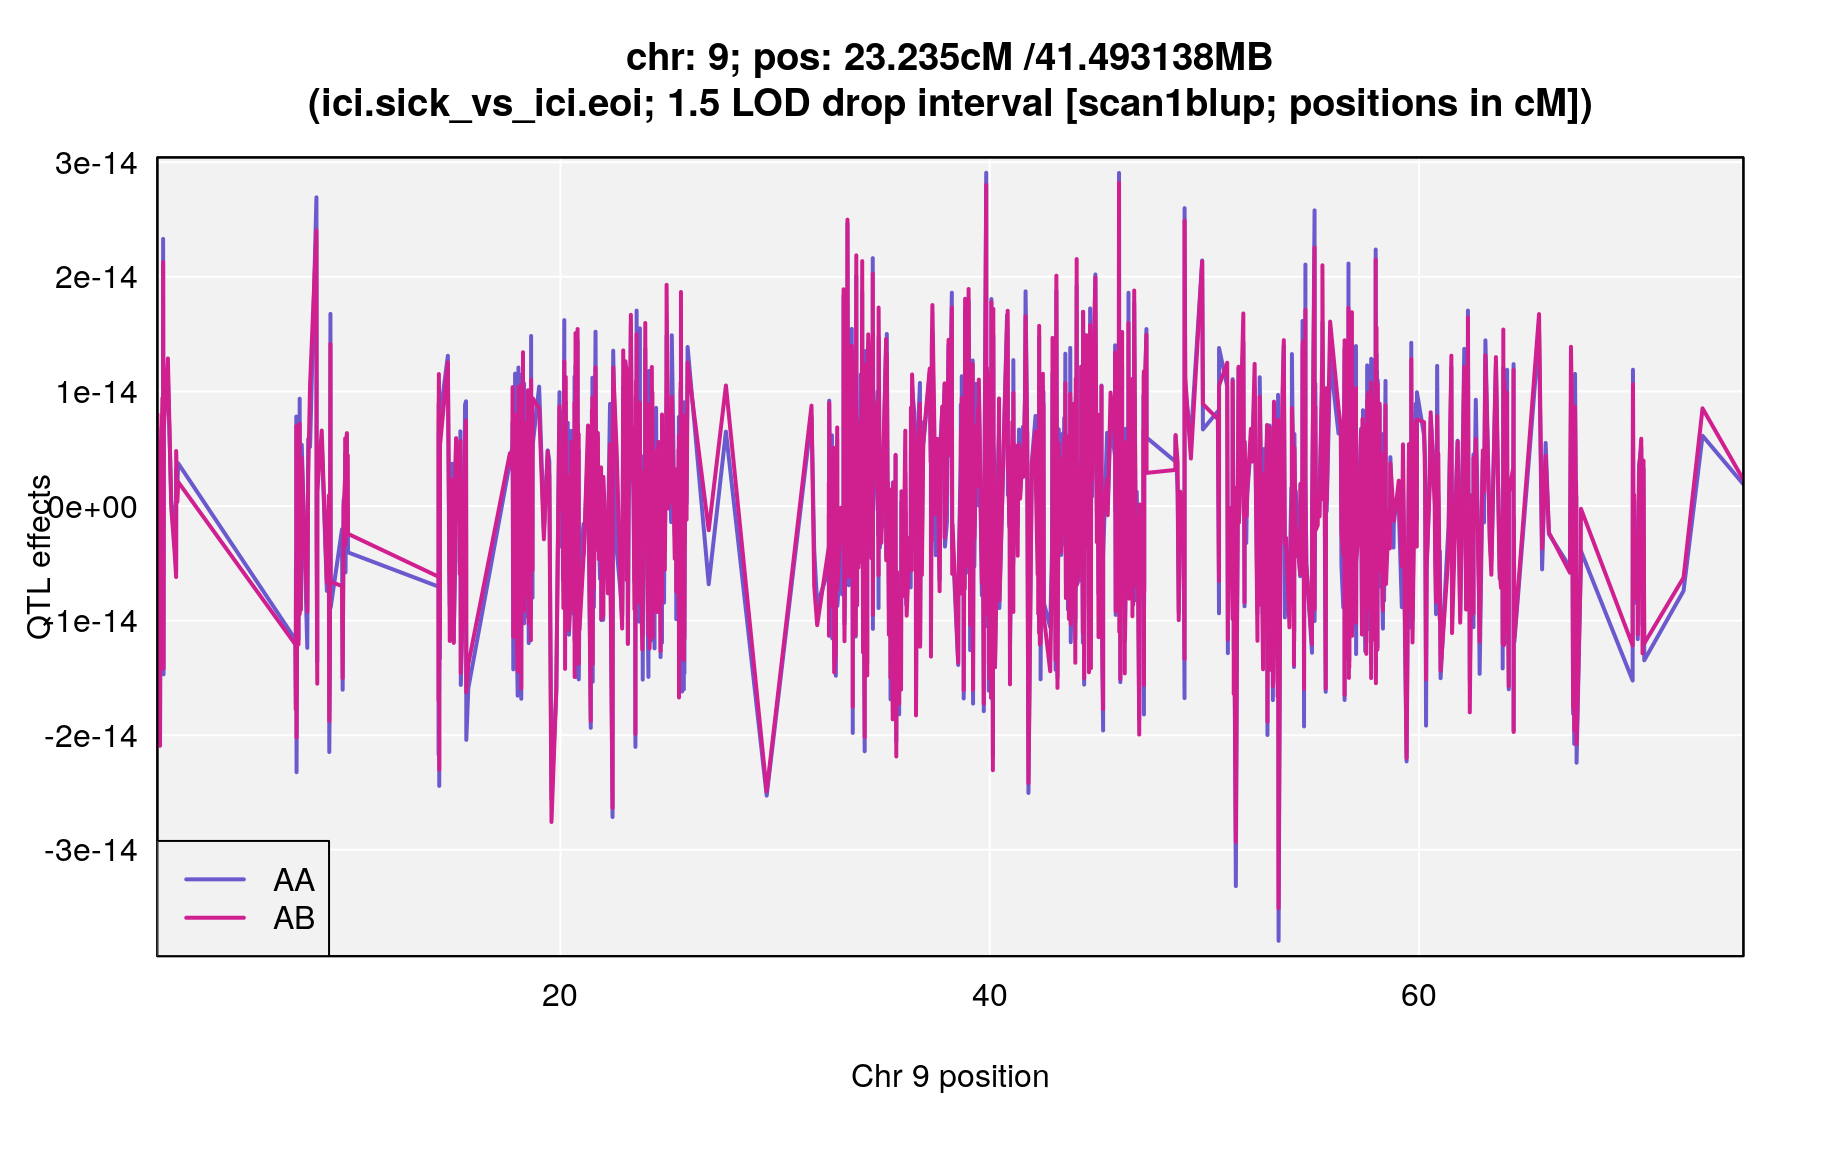 chr: 9; pos: 23.235cM /41.493138MB
(ici.sick_vs_ici.eoi; 1.5 LOD drop interval [scan1blup; positions in cM])
3e-14
2e-14
1e-14
0e+00
-1e-14
-2e-14
-3e-14
QTL effects
AA
AB
20 40 60
Chr 9 position